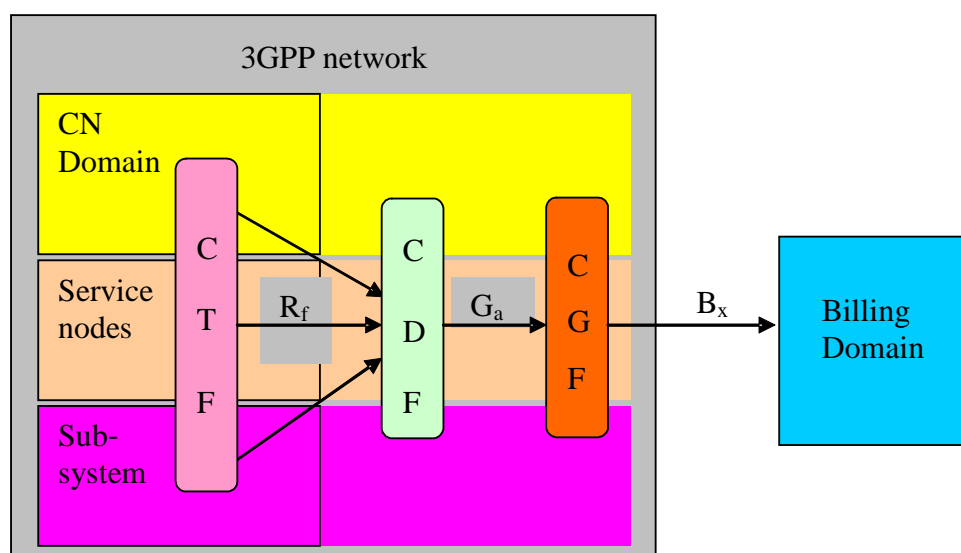 3GPP network
CN
Domain
C
T
F
C
D
F
C
G
F
Service
nodes
Rf
Ga
Bx
Billing
Domain
Sub-
system